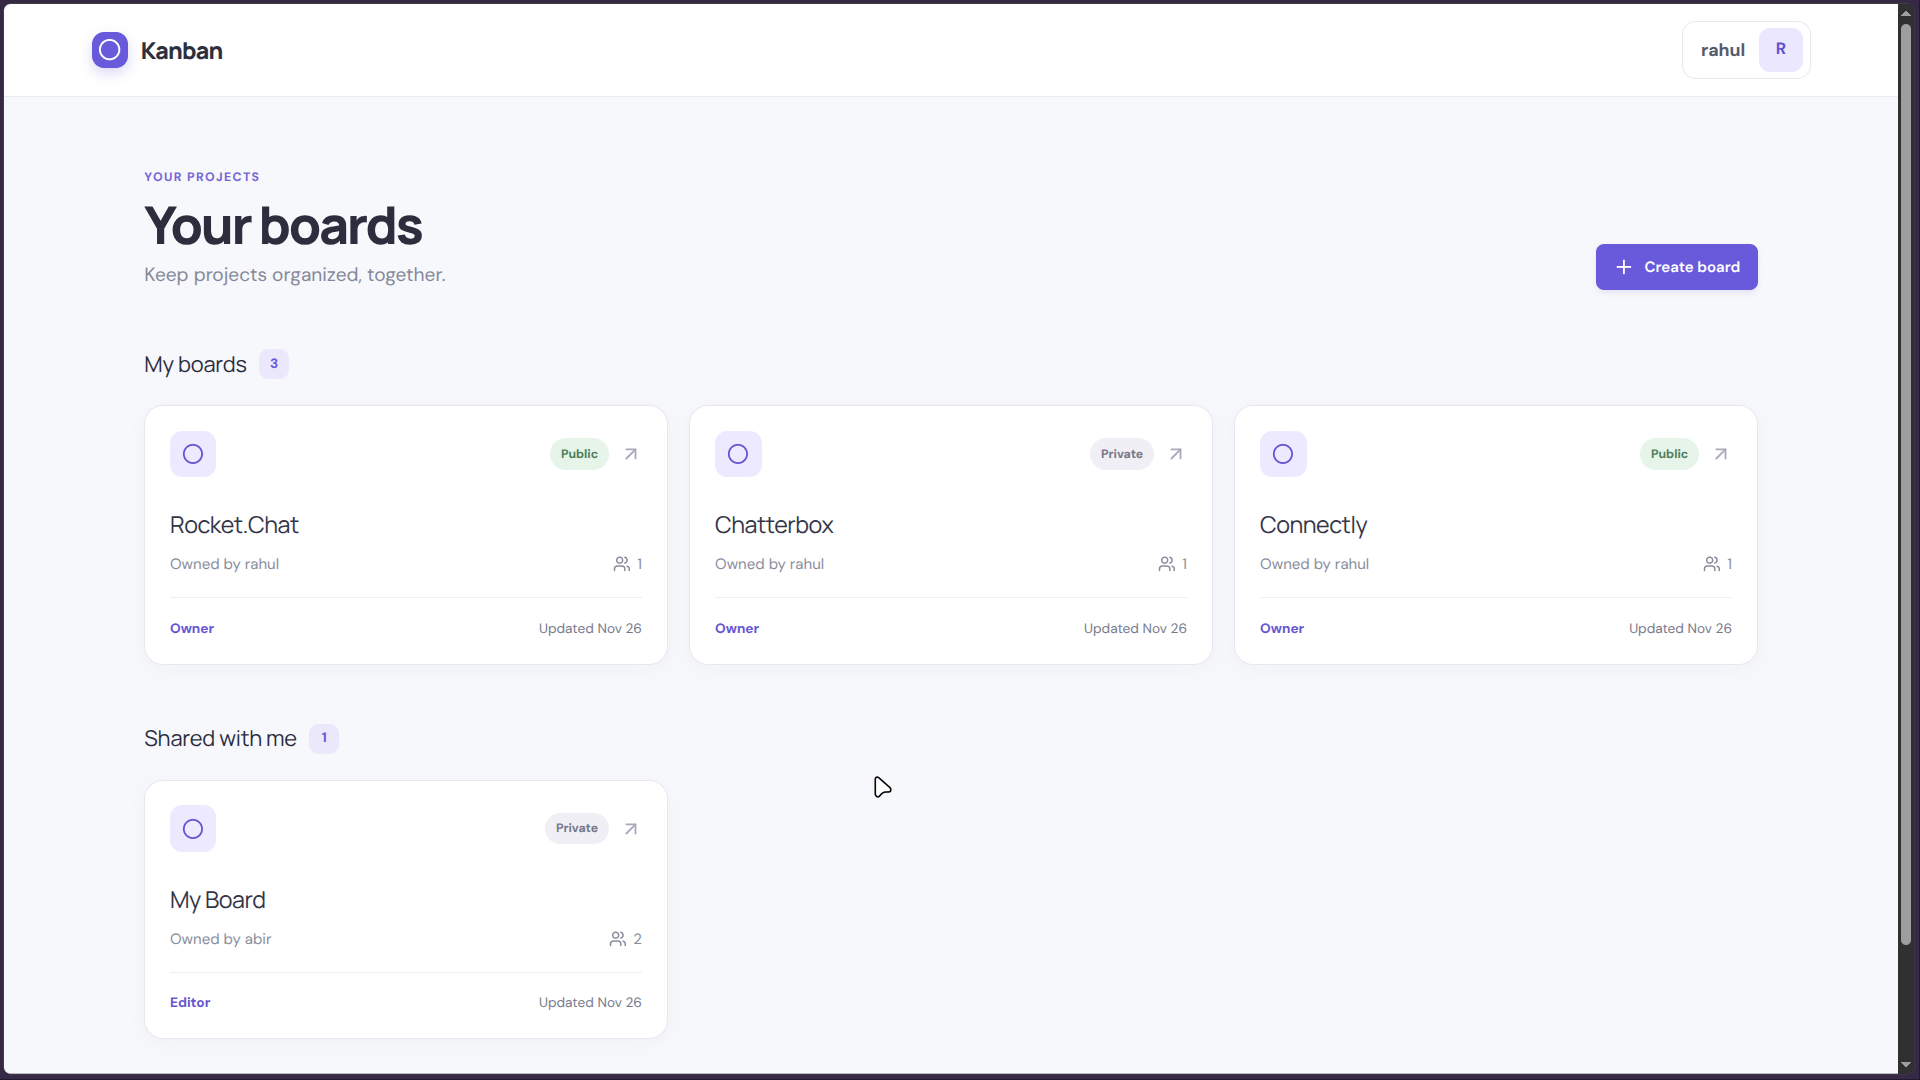 Kanban
rahul R
YOUR PROJECTS
Your boards
Keep projects organized, together.
Create board
My boards 3
Public
Rocket.Chat
Owned by rahul 1
Owner Updated Nov 26
Private
Chatterbox
Owned by rahul 1
Owner Updated Nov 26
Public
Connectly
Owned by rahul 1
Owner Updated Nov 26
Shared with me 1
Private
My Board
Owned by abir 2
Editor Updated Nov 26